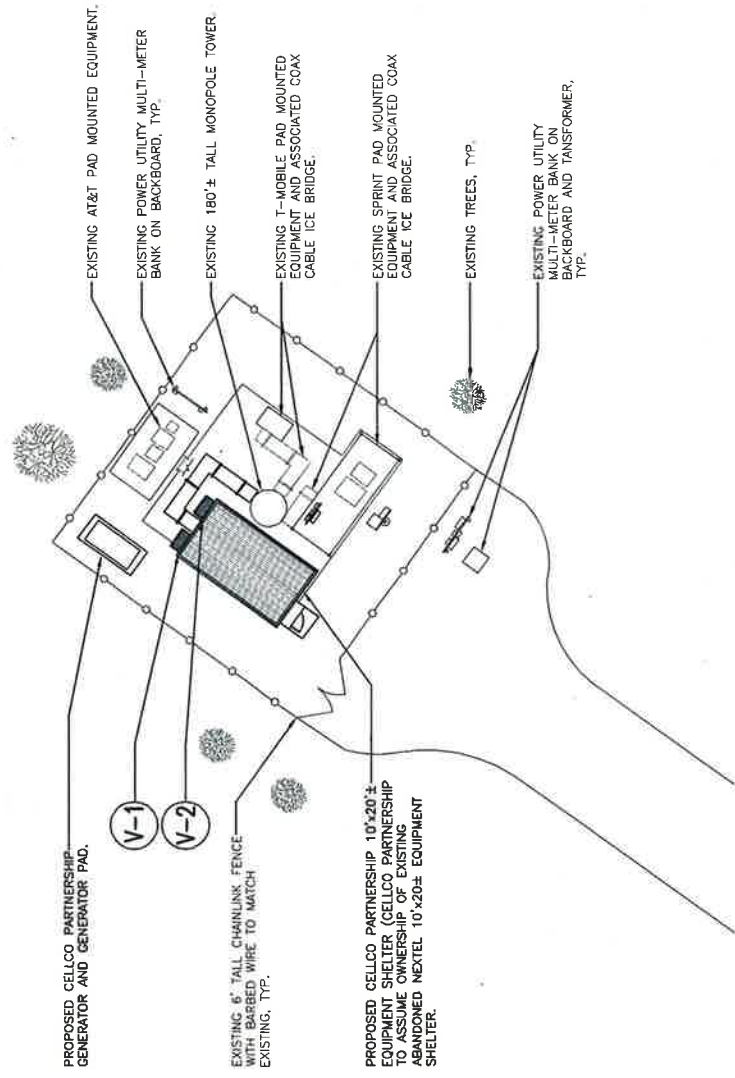 PROPOSED CELLCO PARTNERSHIP
GENERATOR AND GENERATOR PAD.
V-1
V-2
EXISTING 6' TALL CHAINLINK FENCE
WITH BARBED WIRE TO MATCH
EXISTING, TYP.
PROPOSED CELLCO PARTNERSHIP 10'x20'±
EQUIPMENT SHELTER (CELLCO PARTNERSHIP
TO ASSUME OWNERSHIP OF EXISTING
ABANDONED NEXTEL 10'x20± EQUIPMENT
SHELTER.
EXISTING AT&T PAD MOUNTED EQUIPMENT.
EXISTING POWER UTILITY MULTI-METER
BANK ON BACKBOARD, TYP.
EXISTING 180'± TALL MONOPOLE TOWER.
EXISTING T-MOBILE PAD MOUNTED
EQUIPMENT AND ASSOCIATED COAX
CABLE ICE BRIDGE.
EXISTING SPRINT PAD MOUNTED
EQUIPMENT AND ASSOCIATED COAX
CABLE ICE BRIDGE.
EXISTING TREES, TYP.
EXISTING POWER UTILITY
MULTI-METER BANK ON
BACKBOARD AND TANSFORMER,
TYP.